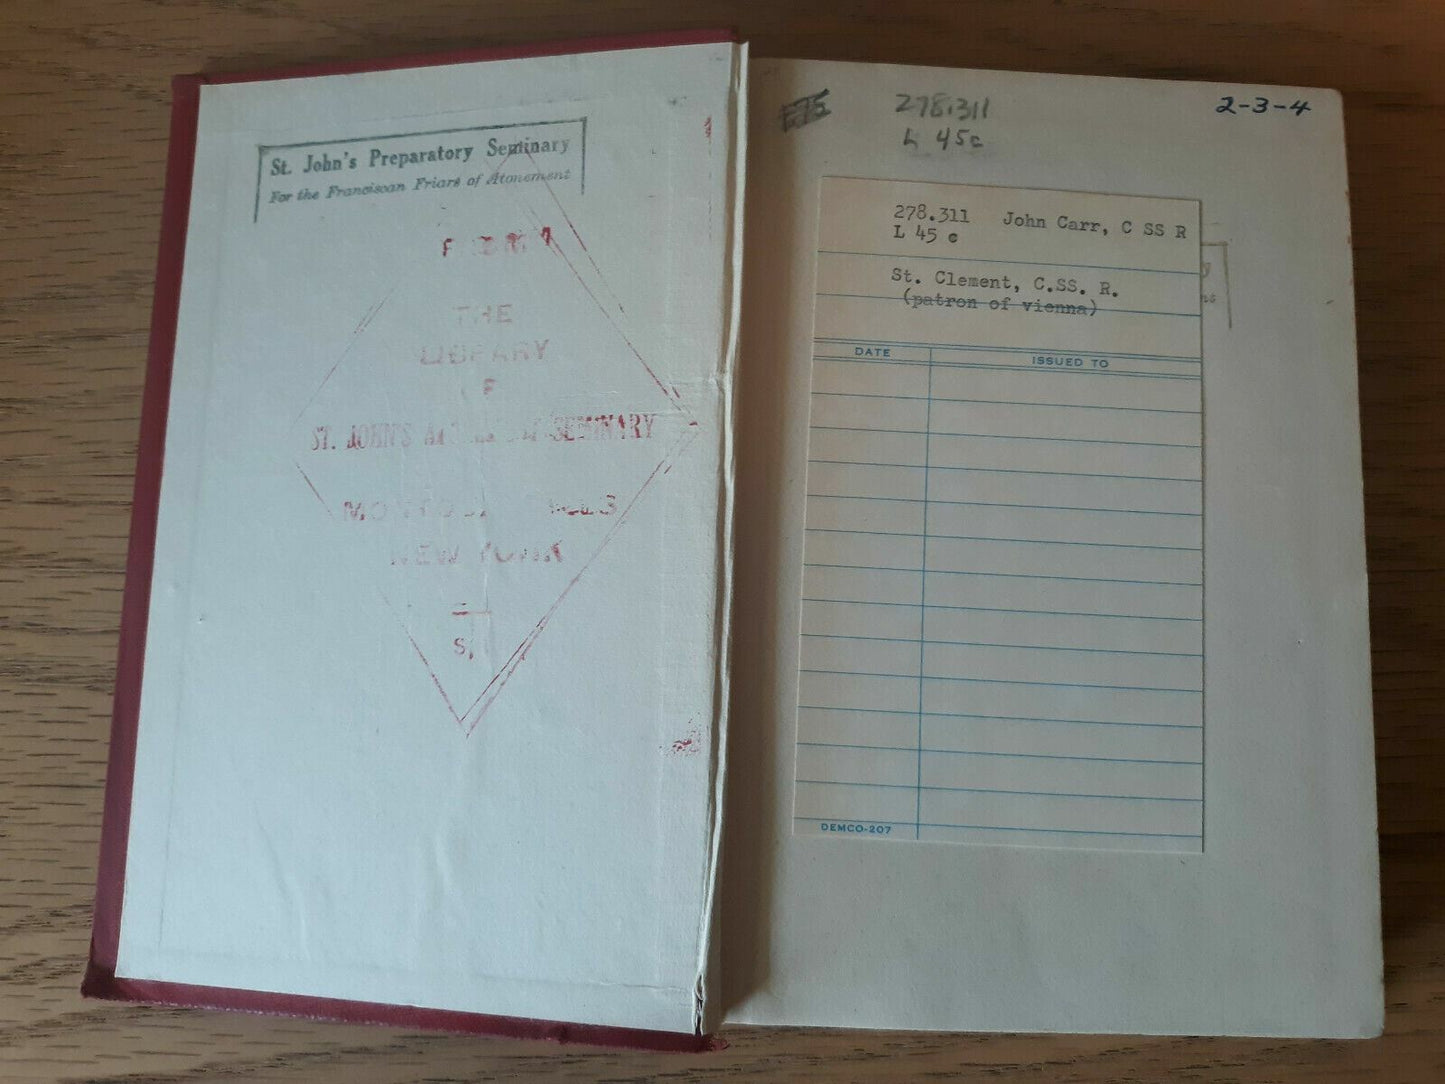 St. John's Preparatory Seminary
For the Franciscan Friars of Atonement
THE
ST. JOHN'S SEMINARY
NEW YORK
S.
278.311
L 45c
2-3-4
278.311 John Carr, C SS R
L 45 c
St. Clement, C.SS. R.
(patron of vienna)
DATE ISSUED TO
DEMCO-207